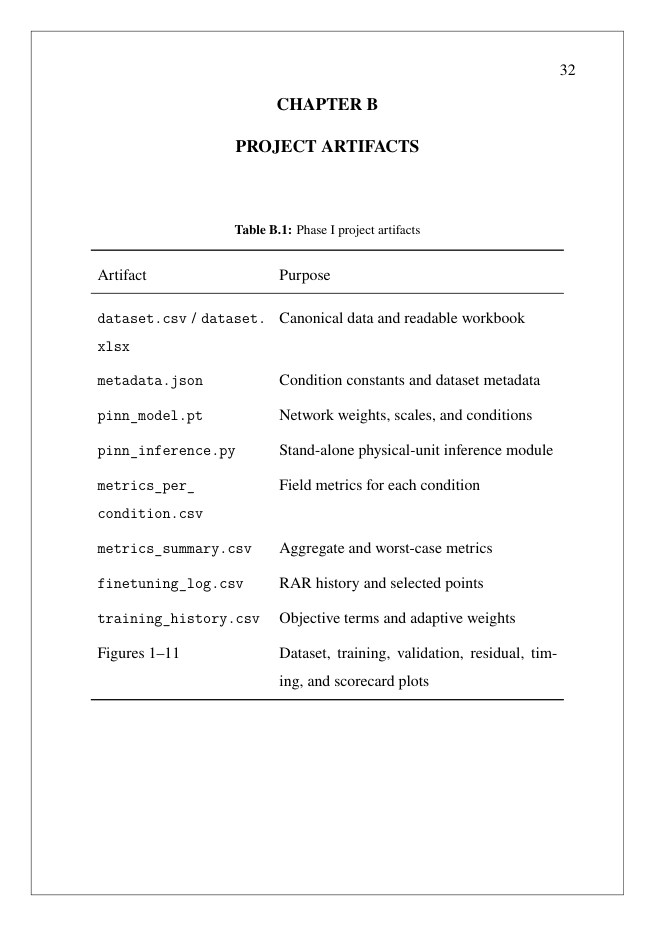 32
CHAPTER B
PROJECT ARTIFACTS
Table B.1: Phase I project artifacts
Artifact Purpose
dataset.csv / dataset. Canonical data and readable workbook
xlsx
metadata.json Condition constants and dataset metadata
pinn_model.pt Network weights, scales, and conditions
pinn_inference.py Stand-alone physical-unit inference module
metrics_per_ Field metrics for each condition
condition.csv
metrics_summary.csv Aggregate and worst-case metrics
finetuning_log.csv RAR history and selected points
training_history.csv Objective terms and adaptive weights
Figures 1–11 Dataset, training, validation, residual, tim-
ing, and scorecard plots